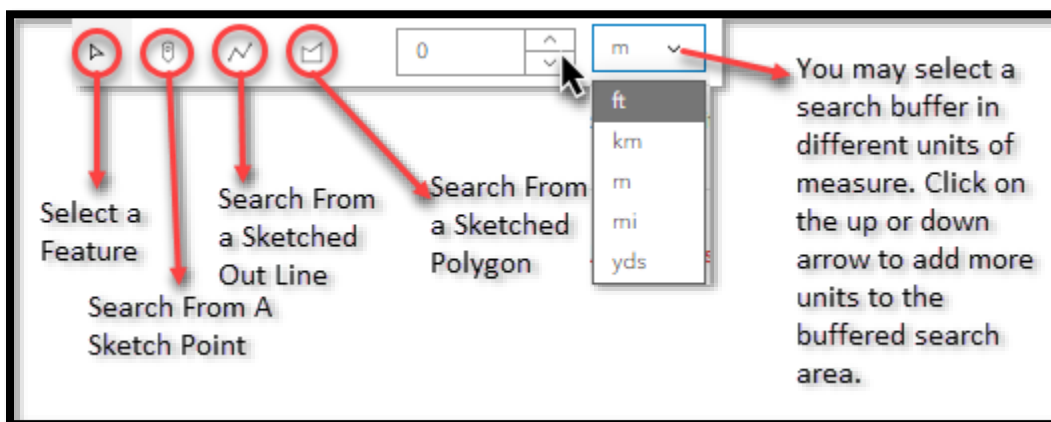 0
m
ft
km
m
mi
yds
Select a
Feature
Search From A
Sketch Point
Search From
a Sketched
Out Line
Search From
a Sketched
Polygon
You may select a
search buffer in
different units of
measure. Click on
the up or down
arrow to add more
units to the
buffered search
area.